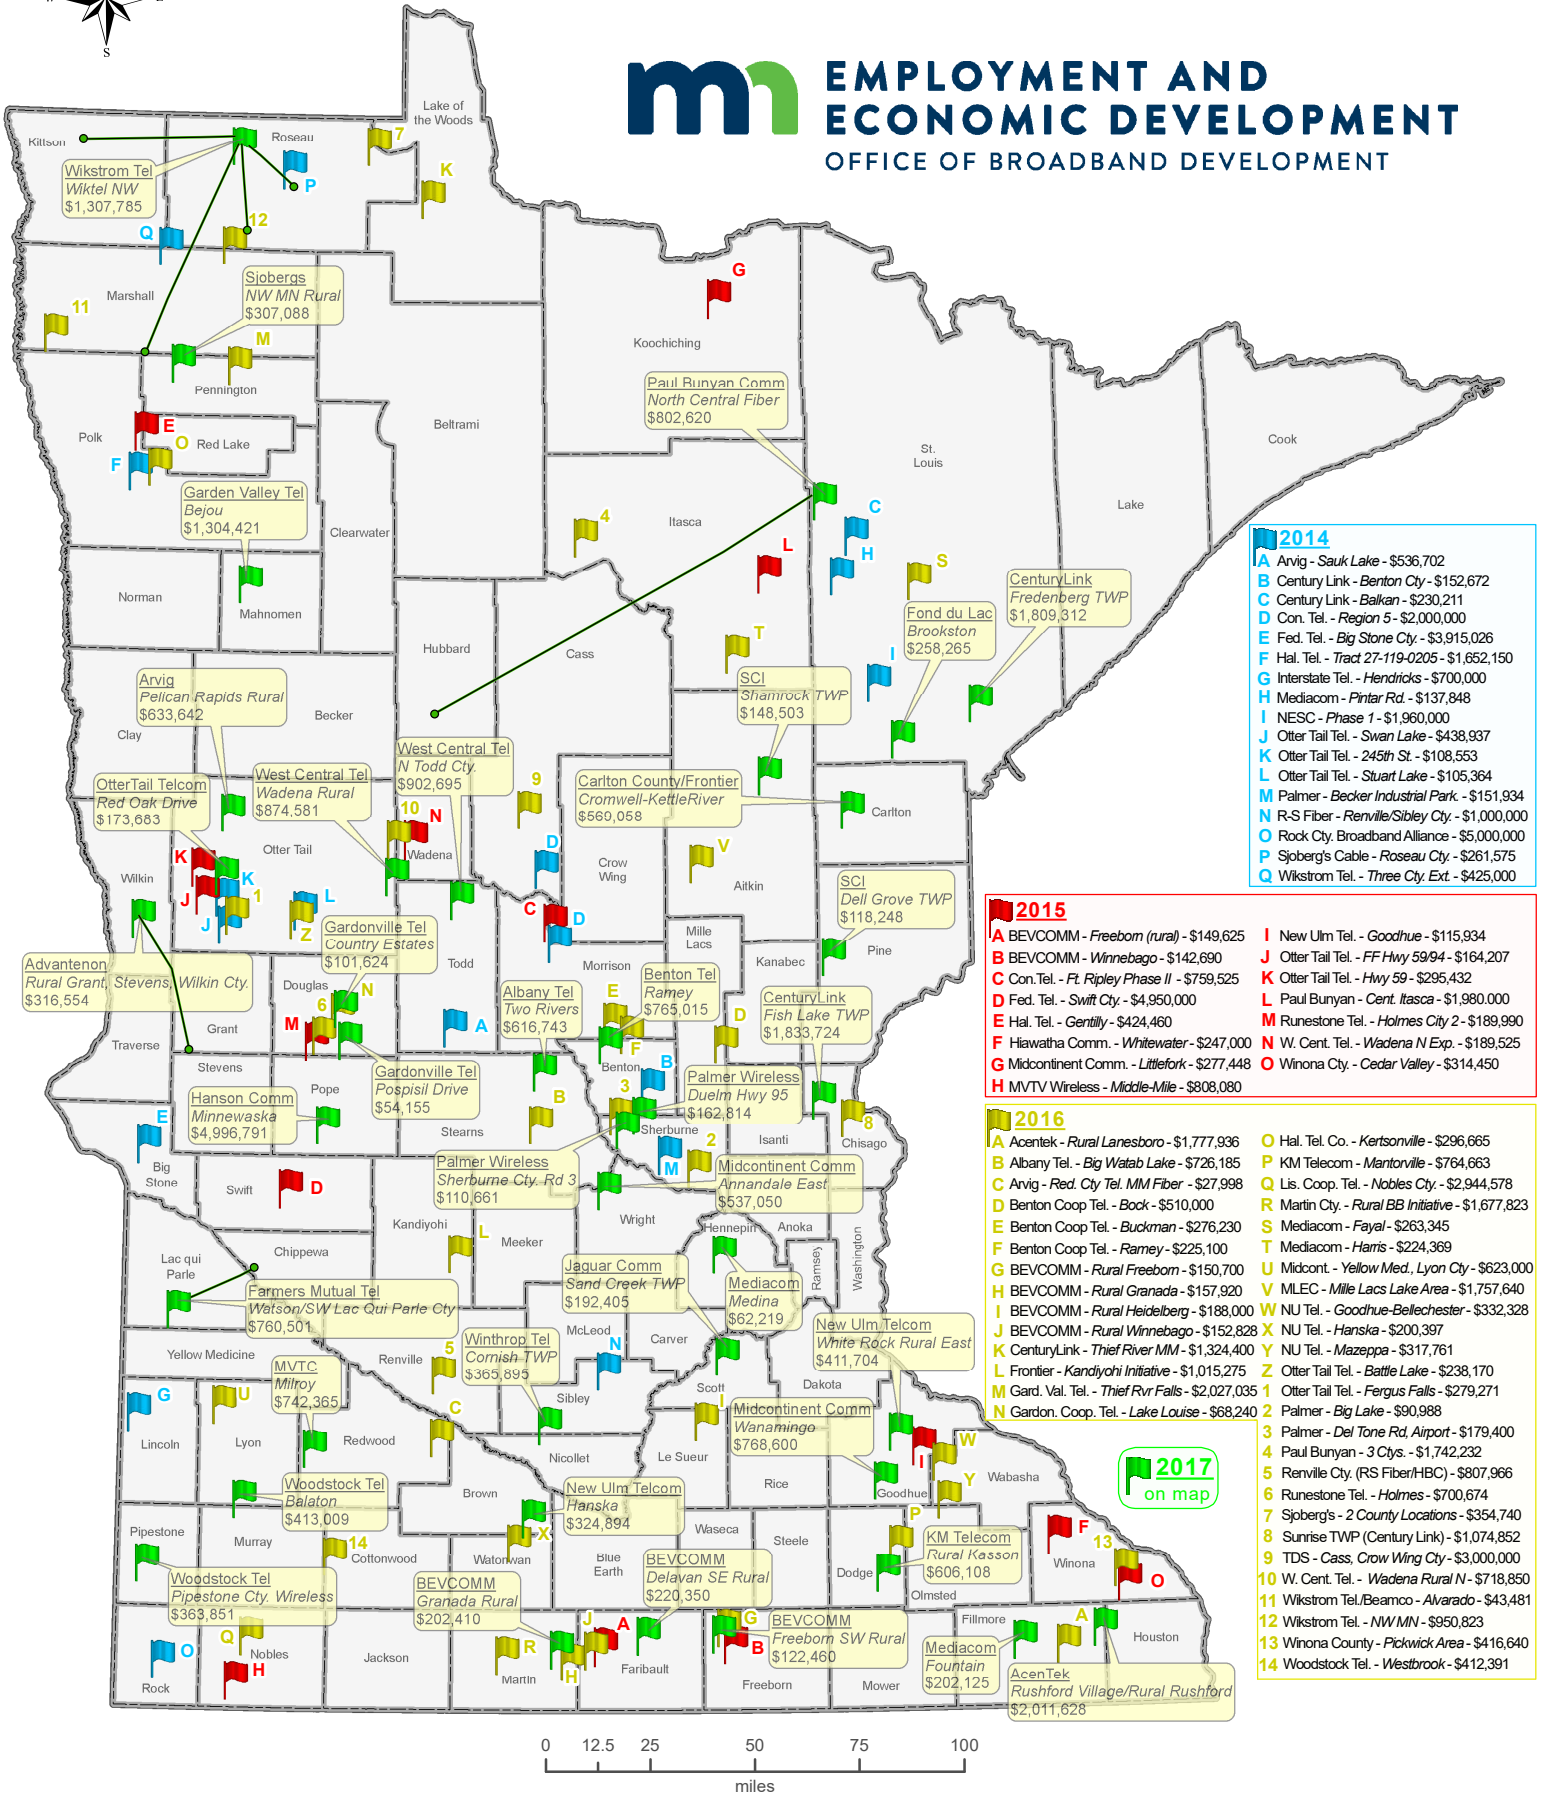 S
EMPLOYMENT AND
ECONOMIC DEVELOPMENT
OFFICE OF BROADBAND DEVELOPMENT
Lake of
the Woods
Kittson
Roseau
7
K
P
Q
12
Wikstrom Tel
Wiktel NW
$1,307,785
Marshall
11
Sjobergs
NW MN Rural
$307,088
M
Pennington
G
Koochiching
Paul Bunyan Comm
North Central Fiber
$802,620
Polk
E
O
F
Red Lake
Beltrami
St.
Louis
Cook
Lake
Garden Valley Tel
Bejou
$1,304,421
Clearwater
4
Itasca
C
H
L
S
Norman
Mahnomen
Hubbard
Cass
T
I
Fond du Lac
Brookston
$258,265
CenturyLink
Fredenberg TWP
$1,809,312
Arvig
Pelican Rapids Rural
$633,642
Clay
Becker
SCI
Shamrock TWP
$148,503
OtterTail Telcom
Red Oak Drive
$173,683
West Central Tel
Wadena Rural
$874,581
West Central Tel
N Todd Cty.
$902,695
Carlton County/Frontier
Cromwell-KettleRiver
$569,058
Carlton
9
10
N
Wadena
D
Crow
Wing
V
Aitkin
Otter Tail
Wilkin
K
K
J
J
1
L
Z
C
D
SCI
Dell Grove TWP
$118,248
Pine
Mille
Lacs
Kanabec
Morrison
Todd
Gardonville Tel
Country Estates
$101,624
Advantenon
Rural Grant, Stevens, Wilkin Cty.
$316,554
Douglas
N
6
M
Grant
Traverse
Stevens
A
Albany Tel
Two Rivers
$616,743
Benton Tel
Ramey
$765,015
E
F
D
CenturyLink
Fish Lake TWP
$1,833,724
Benton
B
Gardonville Tel
Pospisil Drive
$54,155
Pope
Hanson Comm
Minnewaska
$4,996,791
Palmer Wireless
Duelm Hwy 95
$162,814
3
B
Stearns
Sherburne
M
2
Isanti
8
Chisago
E
Big
Stone
Swift
D
Palmer Wireless
Sherburne Cty. Rd 3
$110,661
Midcontinent Comm
Annandale East
$537,050
Wright
Kandiyohi
L
Meeker
Hennepin
Anoka
Ramsey
Washington
Lac qui
Parle
Chippewa
Farmers Mutual Tel
Watson/SW Lac Qui Parle Cty
$760,501
Jaguar Comm
Sand Creek TWP
$192,405
Mediacom
Medina
$62,219
McLeod
N
Carver
New Ulm Telcom
White Rock Rural East
$411,704
Yellow Medicine
MVTC
Milroy
$742,365
Renville
5
Winthrop Tel
Cornish TWP
$365,895
Sibley
Scott
I
Dakota
G
U
Lincoln
Lyon
Redwood
C
Nicollet
Le Sueur
Midcontinent Comm
Wanamingo
$768,600
I
W
Y
Goodhue
Wabasha
Rice
Woodstock Tel
Balaton
$413,009
Brown
New Ulm Telcom
Hanska
$324,894
X
Watonwan
Pipestone
Murray
14
Cottonwood
Woodstock Tel
Pipestone Cty. Wireless
$363,851
Blue
Earth
Waseca
Steele
P
Dodge
Olmsted
KM Telecom
Rural Kasson
$606,108
F
Winona
13
O
BEVCOMM
Granada Rural
$202,410
BEVCOMM
Delavan SE Rural
$220,350
BEVCOMM
Freeborn SW Rural
$122,460
O
Rock
Q
Nobles
H
Jackson
R
Martin
H
J
A
Faribault
G
B
Freeborn
Mower
Fillmore
A
Houston
Mediacom
Fountain
$202,125
AcenTek
Rushford Village/Rural Rushford
$2,011,628
2014
A Arvig - Sauk Lake - $536,702
B Century Link - Benton Cty - $152,672
C Century Link - Balkan - $230,211
D Con. Tel. - Region 5 - $2,000,000
E Fed. Tel. - Big Stone Cty. - $3,915,026
F Hal. Tel. - Tract 27-119-0205 - $1,652,150
G Interstate Tel. - Hendricks - $700,000
H Mediacom - Pintar Rd. - $137,848
I NESC - Phase 1 - $1,960,000
J Otter Tail Tel. - Swan Lake - $438,937
K Otter Tail Tel. - 245th St. - $108,553
L Otter Tail Tel. - Stuart Lake - $105,364
M Palmer - Becker Industrial Park. - $151,934
N R-S Fiber - Renville/Sibley Cty. - $1,000,000
O Rock Cty. Broadband Alliance - $5,000,000
P Sjoberg's Cable - Roseau Cty. - $261,575
Q Wikstrom Tel. - Three Cty. Ext. - $425,000
2015
A BEVCOMM - Freeborn (rural) - $149,625
B BEVCOMM - Winnebago - $142,690
C Con.Tel. - Ft. Ripley Phase II - $759,525
D Fed. Tel. - Swift Cty. - $4,950,000
E Hal. Tel. - Gentilly - $424,460
F Hiawatha Comm. - Whitewater - $247,000
G Midcontinent Comm. - Littlefork - $277,448
H MVTV Wireless - Middle-Mile - $808,080
I New Ulm Tel. - Goodhue - $115,934
J Otter Tail Tel. - FF Hwy 59/94 - $164,207
K Otter Tail Tel. - Hwy 59 - $295,432
L Paul Bunyan - Cent. Itasca - $1,980.000
M Runestone Tel. - Holmes City 2 - $189,990
N W. Cent. Tel. - Wadena N Exp. - $189,525
O Winona Cty. - Cedar Valley - $314,450
2016
A Acentek - Rural Lanesboro - $1,777,936
B Albany Tel. - Big Watab Lake - $726,185
C Arvig - Red. Cty Tel. MM Fiber - $27,998
D Benton Coop Tel. - Bock - $510,000
E Benton Coop Tel. - Buckman - $276,230
F Benton Coop Tel. - Ramey - $225,100
G BEVCOMM - Rural Freeborn - $150,700
H BEVCOMM - Rural Granada - $157,920
I BEVCOMM - Rural Heidelberg - $188,000
J BEVCOMM - Rural Winnebago - $152,828
K CenturyLink - Thief River MM - $1,324,400
L Frontier - Kandiyohi Initiative - $1,015,275
M Gard. Val. Tel. - Thief Rvr Falls - $2,027,035
N Gardon. Coop. Tel. - Lake Louise - $68,240
O Hal. Tel. Co. - Kertsonville - $296,665
P KM Telecom - Mantorville - $764,663
Q Lis. Coop. Tel. - Nobles Cty. - $2,944,578
R Martin Cty. - Rural BB Initiative - $1,677,823
S Mediacom - Fayal - $263,345
T Mediacom - Harris - $224,369
U Midcont. - Yellow Med., Lyon Cty - $623,000
V MLEC - Mille Lacs Lake Area - $1,757,640
W NU Tel. - Goodhue-Bellechester - $332,328
X NU Tel. - Hanska - $200,397
Y NU Tel. - Mazeppa - $317,761
Z Otter Tail Tel. - Battle Lake - $238,170
1 Otter Tail Tel. - Fergus Falls - $279,271
2 Palmer - Big Lake - $90,988
3 Palmer - Del Tone Rd, Airport - $179,400
4 Paul Bunyan - 3 Ctys. - $1,742,232
5 Renville Cty. (RS Fiber/HBC) - $807,966
6 Runestone Tel. - Holmes - $700,674
7 Sjoberg's - 2 County Locations - $354,740
8 Sunrise TWP (Century Link) - $1,074,852
9 TDS - Cass, Crow Wing Cty - $3,000,000
10 W. Cent. Tel. - Wadena Rural N - $718,850
11 Wikstrom Tel./Beamco - Alvarado - $43,481
12 Wikstrom Tel. - NW MN - $950,823
13 Winona County - Pickwick Area - $416,640
14 Woodstock Tel. - Westbrook - $412,391
2017
on map
0 12.5 25 50 75 100
miles